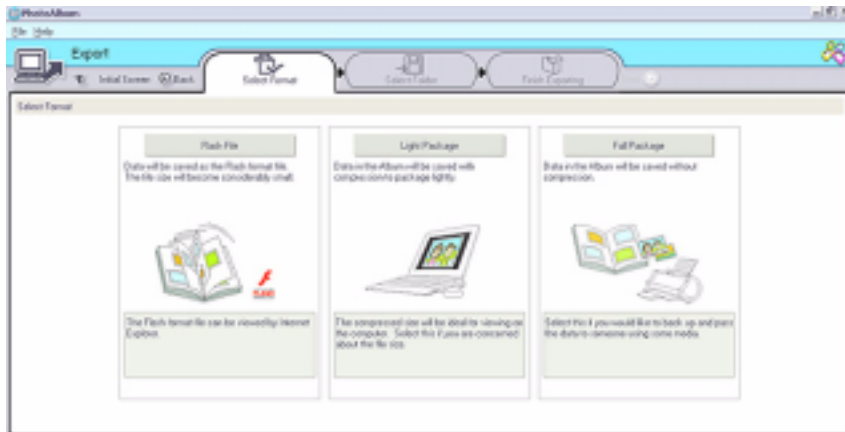 PhotoAlbum
File Help
Export
Initial Screen Back
Select Format
Select Folder
Finish Exporting
Select Format
Flash File
Data will be saved as the Flash format file.
The file size will become considerably small.
The Flash format file can be viewed by Internet
Explorer.
Light Package
Data in the Album will be saved with
compression to package lightly.
The compressed size will be ideal to viewing on
the computer. Select this if you are concerned
about the file size.
Full Package
Data in the Album will be saved without
compression.
Select this if you would like to back up and pass
the data to someone using some media.